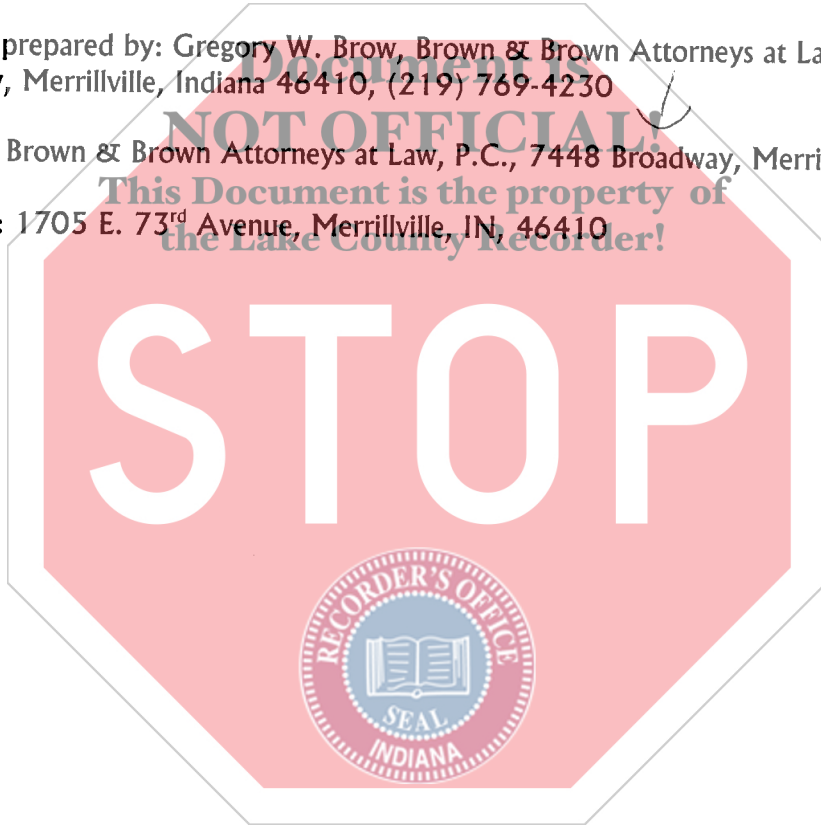 prepared by: Gregory W. Brow, Brown & Brown Attorneys at La
Document is
, Merrillville, Indiana 46410, (219) 769-4230
NOT OFFICIAL!
Brown & Brown Attorneys at Law, P.C., 7448 Broadway, Merri
This Document is the property of
: 1705 E. 73rd Avenue, Merrillville, IN, 46410
the Lake County Recorder!
STOP
RECORDER'S OFFICE
SEAL
INDIANA